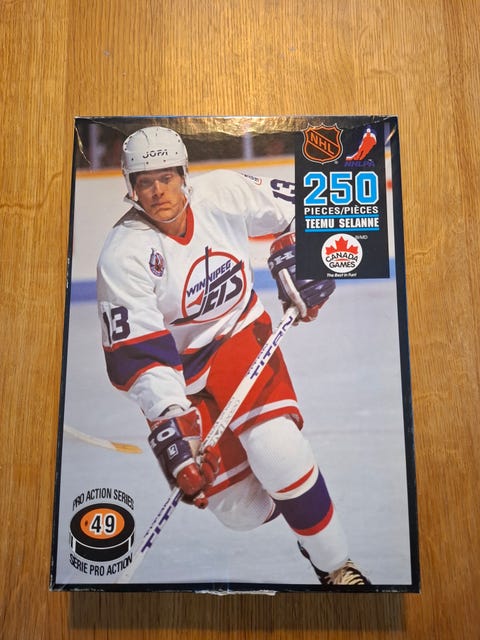 NHL
NHLPA
250
PIECES/PIÈCES
TEEMU SELANNE
CANADA
GAMES
The Best in Fun!
JOFA
13
WINNIPEG
JETS
13
TITAN
TITAN
PRO ACTION SERIES
#49
SÉRIE PRO ACTION